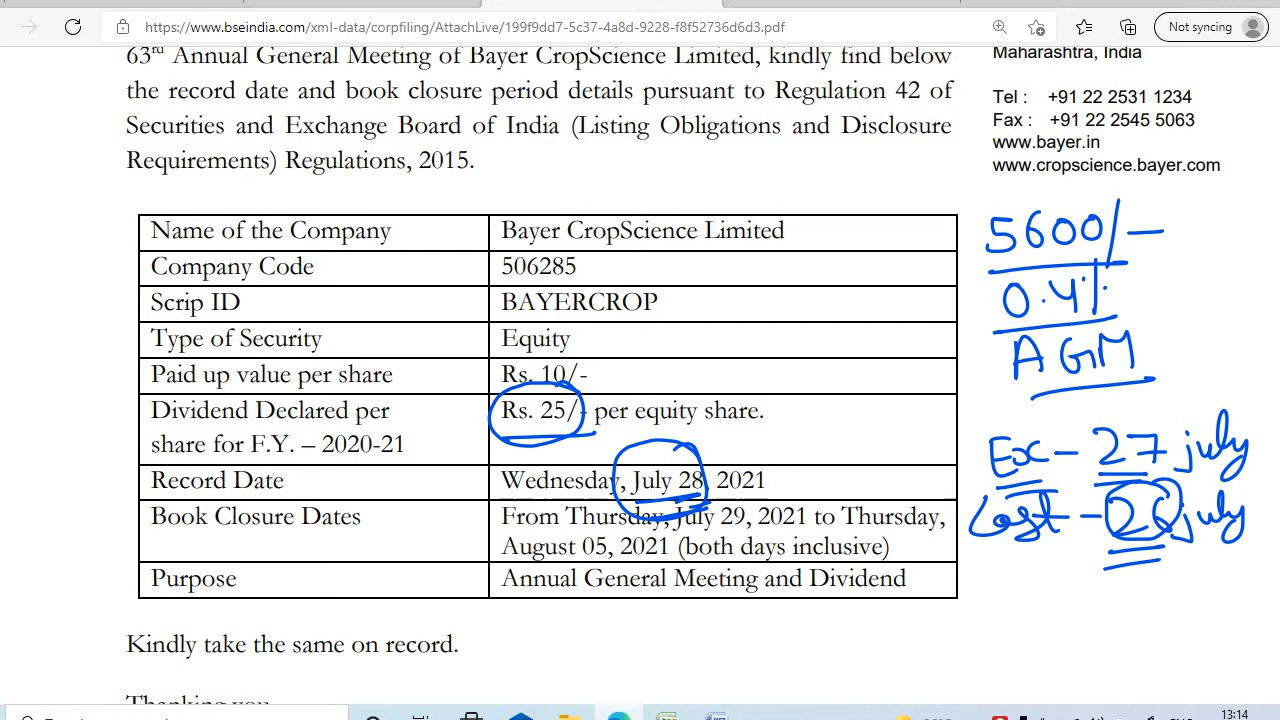 https://www.bseindia.com/xml-data/corpfiling/AttachLive/199f9dd7-5c37-4a8d-9228-f8f52736d6d3.pdf
Not syncing
63rd Annual General Meeting of Bayer CropScience Limited, kindly find below
the record date and book closure period details pursuant to Regulation 42 of
Securities and Exchange Board of India (Listing Obligations and Disclosure
Requirements) Regulations, 2015.
Maharashtra, India
Tel : +91 22 2531 1234
Fax : +91 22 2545 5063
www.bayer.in
www.cropscience.bayer.com
Name of the Company Bayer CropScience Limited
Company Code 506285
Scrip ID BAYERCROP
Type of Security Equity
Paid up value per share Rs. 10/-
Dividend Declared per Rs. 25/- per equity share.
share for F.Y. – 2020-21
Record Date Wednesday, July 28, 2021
Book Closure Dates From Thursday, July 29, 2021 to Thursday,
August 05, 2021 (both days inclusive)
Purpose Annual General Meeting and Dividend
5600/-
0.4%
AGM
Ex - 27 july
Last - 26 july
Kindly take the same on record.
Thanking you
13:14